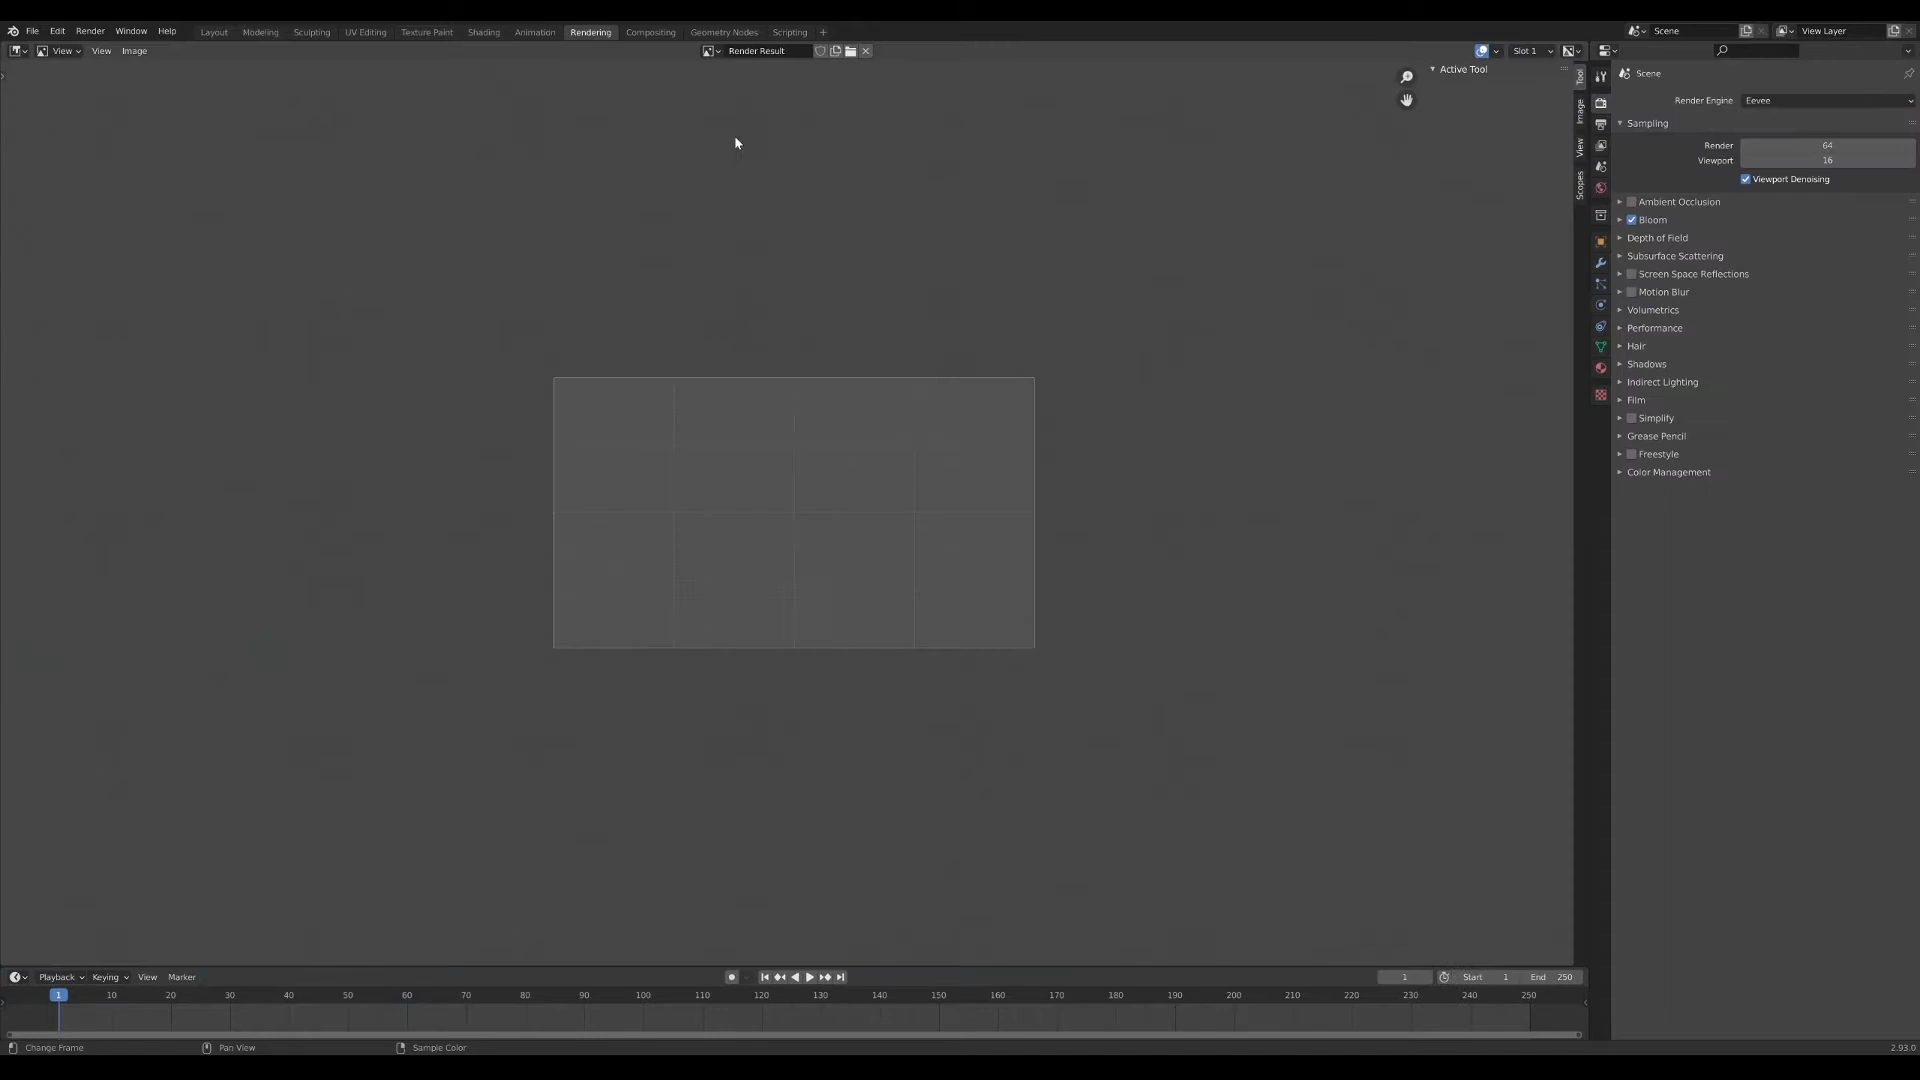 File Edit Render Window Help Layout Modeling Sculpting UV Editing Texture Paint Shading Animation Rendering Compositing Geometry Nodes Scripting + Scene View Layer
View View Image Render Result Slot 1
Active Tool
Tool
Image
View
Scopes
Scene
Render Engine Eevee
Sampling
Render 64
Viewport 16
Viewport Denoising
Ambient Occlusion
Bloom
Depth of Field
Subsurface Scattering
Screen Space Reflections
Motion Blur
Volumetrics
Performance
Hair
Shadows
Indirect Lighting
Film
Simplify
Grease Pencil
Freestyle
Color Management
Playback Keying View Marker 1 Start 1 End 250
1 10 20 30 40 50 60 70 80 90 100 110 120 130 140 150 160 170 180 190 200 210 220 230 240 250
Change Frame Pan View Sample Color 2.93.0